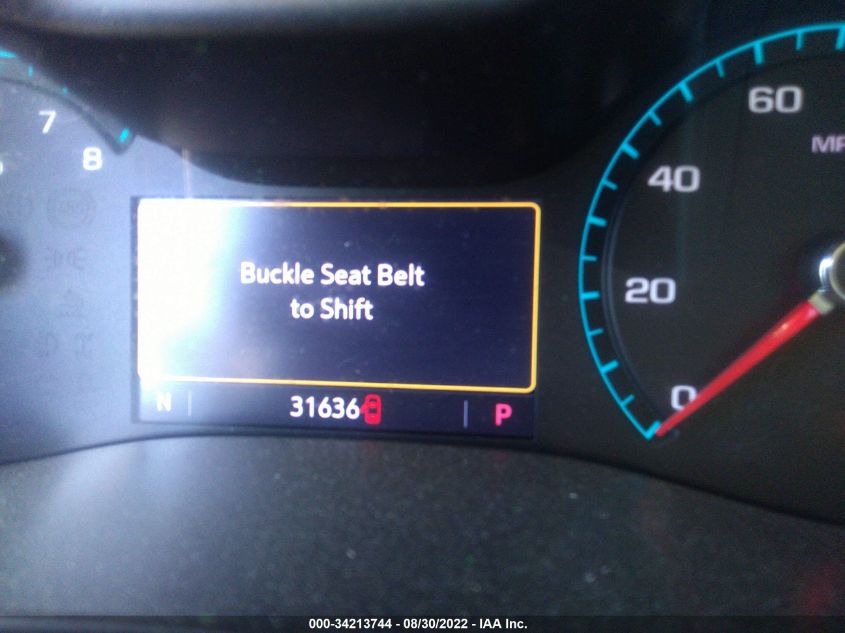 7
8
60
MP
40
Buckle Seat Belt
to Shift
20
0
N
31636
P
000-34213744 - 08/30/2022 - IAA Inc.